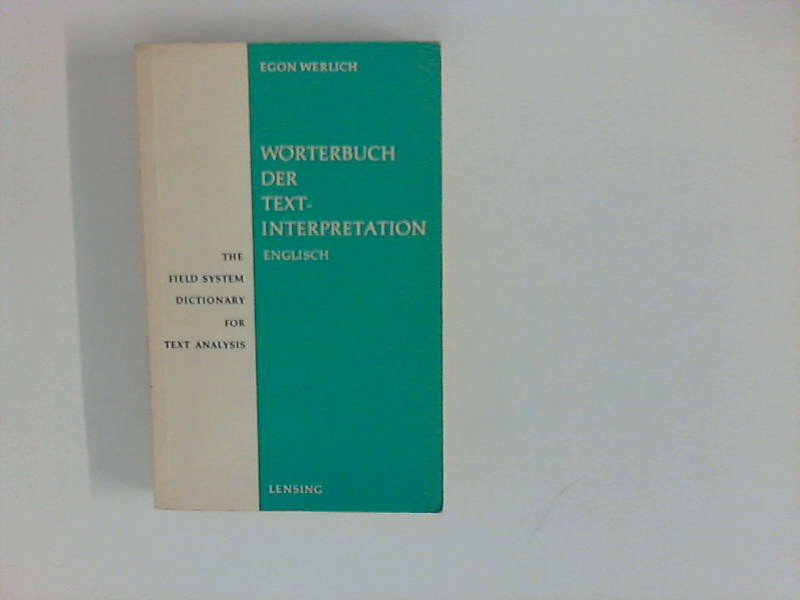 EGON WERLICH
WÖRTERBUCH
DER
TEXT-
INTERPRETATION
ENGLISCH
THE
FIELD SYSTEM
DICTIONARY
FOR
TEXT ANALYSIS
LENSING